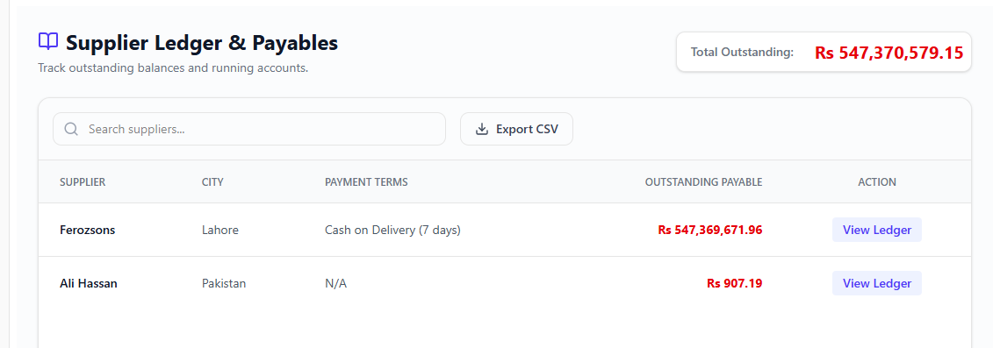 Supplier Ledger & Payables
Track outstanding balances and running accounts.
Total Outstanding: Rs 547,370,579.15
Search suppliers...
Export CSV
SUPPLIER CITY PAYMENT TERMS OUTSTANDING PAYABLE ACTION
Ferozsons Lahore Cash on Delivery (7 days) Rs 547,369,671.96 View Ledger
Ali Hassan Pakistan N/A Rs 907.19 View Ledger